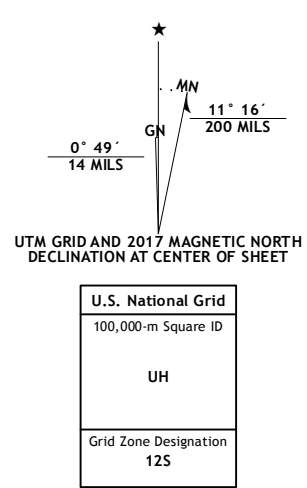 ★
MN
GN
11° 16´
200 MILS
0° 49´
14 MILS
UTM GRID AND 2017 MAGNETIC NORTH
DECLINATION AT CENTER OF SHEET
U.S. National Grid
100,000-m Square ID
UH
Grid Zone Designation
12S